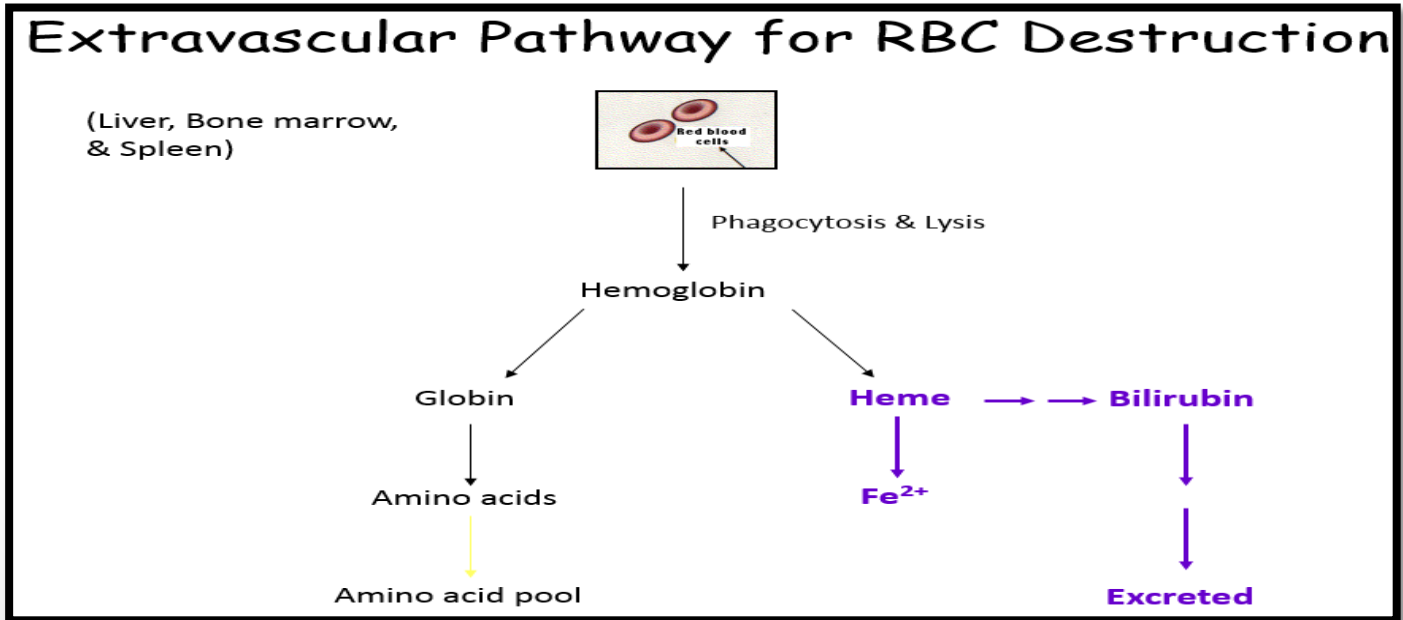 Extravascular Pathway for RBC Destruction
(Liver, Bone marrow,
& Spleen)
Red blood
cells
Phagocytosis & Lysis
Hemoglobin
Globin
Heme
Bilirubin
Amino acids
Fe²⁺
Amino acid pool
Excreted